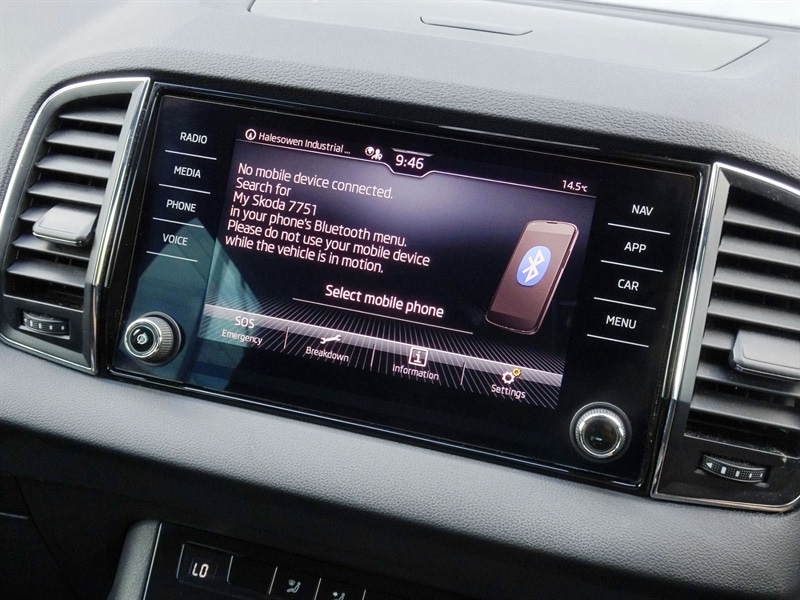 RADIO
MEDIA
PHONE
VOICE
Halesowen Industrial ...
9:46
14.5°C
No mobile device connected.
Search for
My Skoda 7751
in your phone's Bluetooth menu.
Please do not use your mobile device
while the vehicle is in motion.
Select mobile phone
SOS
Emergency
Breakdown
Information
Settings
NAV
APP
CAR
MENU
LO